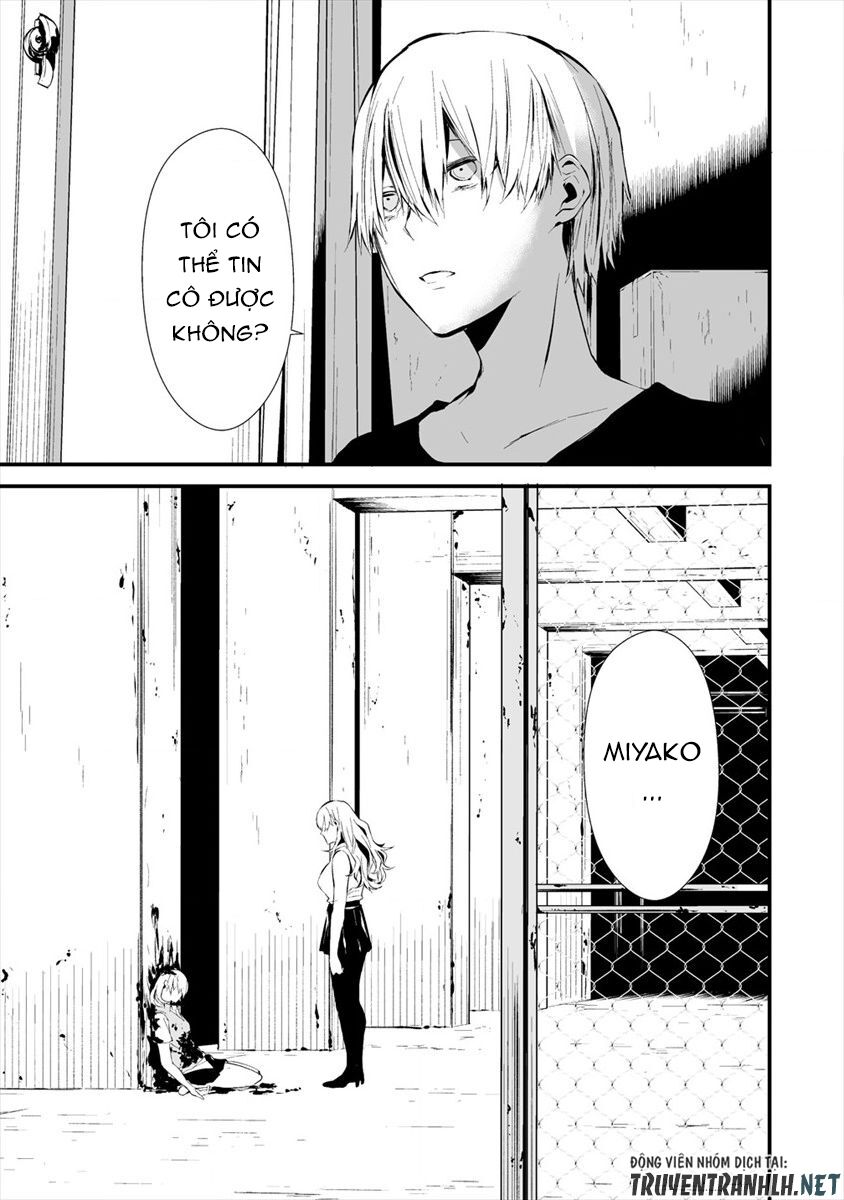 TÔI CÓ
THỂ TIN
CÔ ĐƯỢC
KHÔNG?
MIYAKO
...
ĐỘNG VIÊN NHÓM DỊCH TẠI:
TRUYENTRANHLH.NET